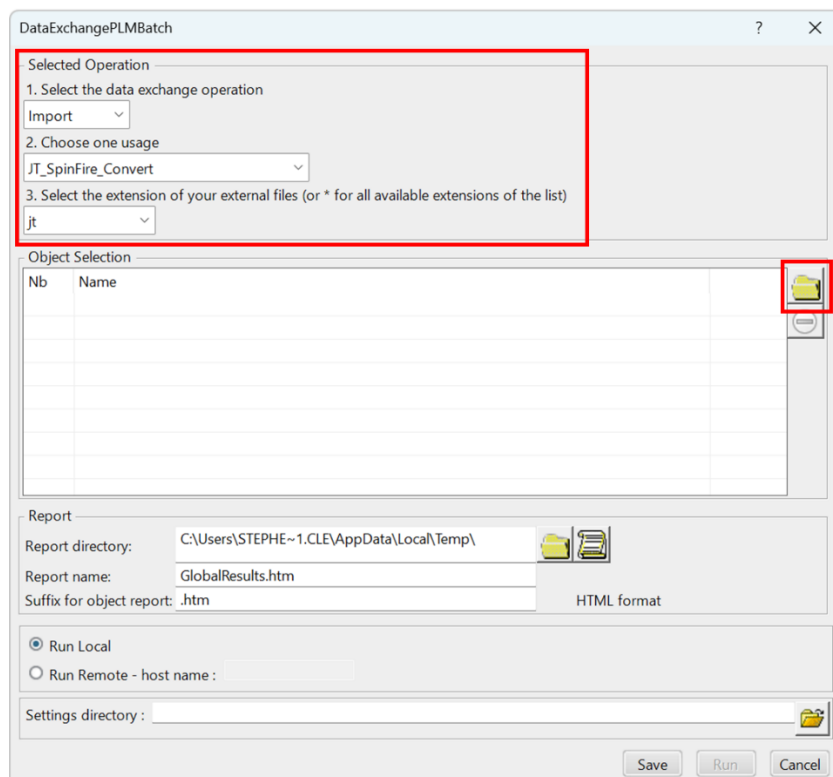 DataExchangePLMBatch ?
Selected Operation
1. Select the data exchange operation
Import
2. Choose one usage
JT_SpinFire_Convert
3. Select the extension of your external files (or * for all available extensions of the list)
jt
Object Selection
Nb Name
Report
Report directory: C:\Users\STEPHE~1.CLE\AppData\Local\Temp\
Report name: GlobalResults.htm
Suffix for object report: .htm HTML format
Run Local
Run Remote - host name :
Settings directory :
Save Run Cancel